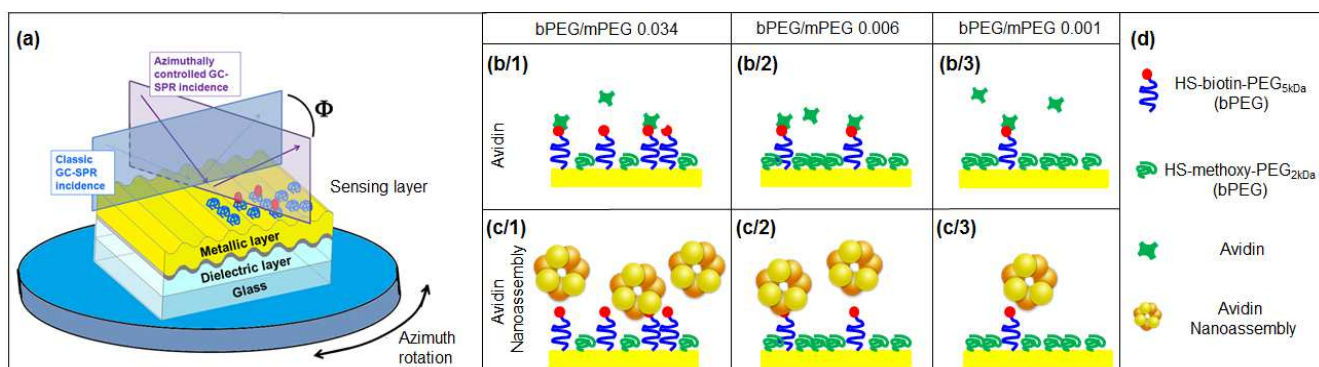 (a)
Azimuthally
controlled GC-
SPR incidence
Φ
Classic
GC-SPR
incidence
Sensing layer
Metallic layer
Dielectric layer
Glass
Azimuth
rotation
bPEG/mPEG 0.034
bPEG/mPEG 0.006
bPEG/mPEG 0.001
Avidin
(b/1)
(b/2)
(b/3)
Avidin
Nanoassembly
(c/1)
(c/2)
(c/3)
(d)
HS-biotin-PEG5kDa
(bPEG)
HS-methoxy-PEG2kDa
(bPEG)
Avidin
Avidin
Nanoassembly